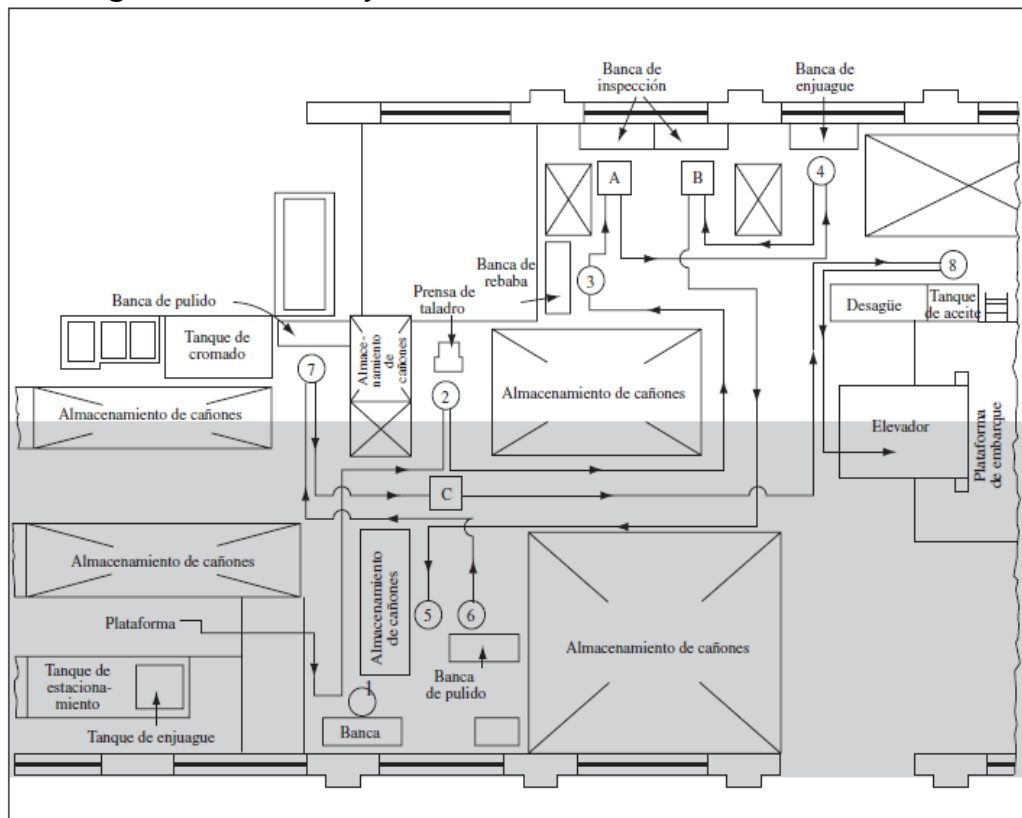 Banca de
inspección
Banca de
enjuague
A
B
4
3
8
Banca de
rebaba
Prensa de
taladro
Banca de pulido
Desagüe
Tanque
de aceite
Tanque de
cromado
7
Almace-
namiento
de
cañones
2
Almacenamiento de cañones
Almacenamiento
de cañones
Elevador
Plataforma
de embarque
C
Almacenamiento de cañones
Almacenamiento
de cañones
5
6
Plataforma
Almacenamiento de cañones
Tanque de
estaciona-
miento
Banca
de pulido
1
Banca
Tanque de enjuague